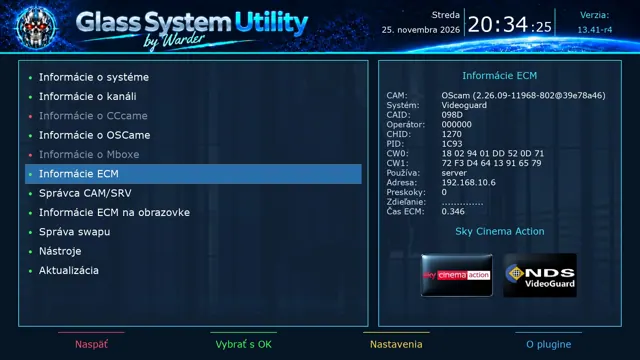 Glass System Utility
by Warder
Streda
25. novembra 2026
20:34:25
Verzia:
13.41-r4
Informácie o systéme
Informácie o kanáli
Informácie o CCcame
Informácie o OSCame
Informácie o Mboxe
Informácie ECM
Správca CAM/SRV
Informácie ECM na obrazovke
Správa swapu
Nástroje
Aktualizácia
Informácie ECM
CAM: OScam (2.26.09-11968-802@39e78a46)
Systém: Videoguard
CAID: 098D
Operátor: 000000
CHID: 1270
PID: 1C93
CW0: 18 02 94 01 DD 52 0D 71
CW1: 72 F3 D4 64 13 91 65 79
Používa: server
Adresa: 192.168.10.6
Preskoky: 0
Zdieľanie: ..............
Čas ECM: 0.346
Sky Cinema Action
sky cinema action
NDS
VideoGuard
Naspäť
Vybrať s OK
Nastavenia
O plugine